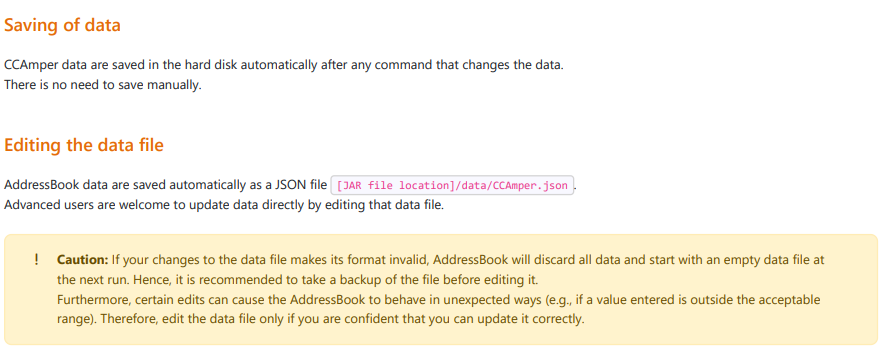 Saving of data
CCAmper data are saved in the hard disk automatically after any command that changes the data.
There is no need to save manually.
Editing the data file
AddressBook data are saved automatically as a JSON file [JAR file location]/data/CCAmper.json.
Advanced users are welcome to update data directly by editing that data file.
! Caution: If your changes to the data file makes its format invalid, AddressBook will discard all data and start with an empty data file at
the next run. Hence, it is recommended to take a backup of the file before editing it.
Furthermore, certain edits can cause the AddressBook to behave in unexpected ways (e.g., if a value entered is outside the acceptable
range). Therefore, edit the data file only if you are confident that you can update it correctly.